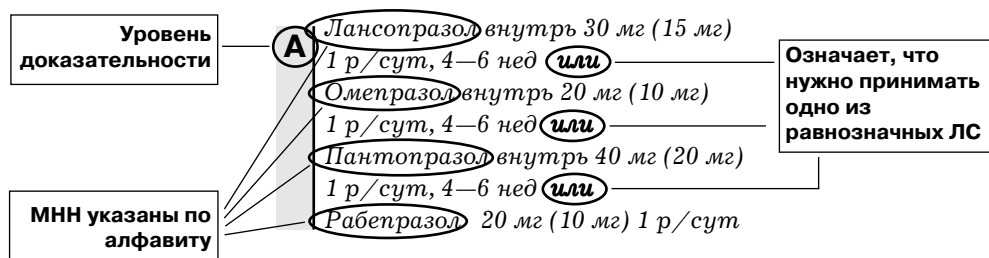 Уровень
доказательности
А
Лансопразол внутрь 30 мг (15 мг)
1 р/сут, 4—6 нед или
Омепразол внутрь 20 мг (10 мг)
1 р/сут, 4—6 нед или
Пантопразол внутрь 40 мг (20 мг)
1 р/сут, 4—6 нед или
Рабепразол 20 мг (10 мг) 1 р/сут
Означает, что
нужно принимать
одно из
равнозначных ЛС
МНН указаны по
алфавиту